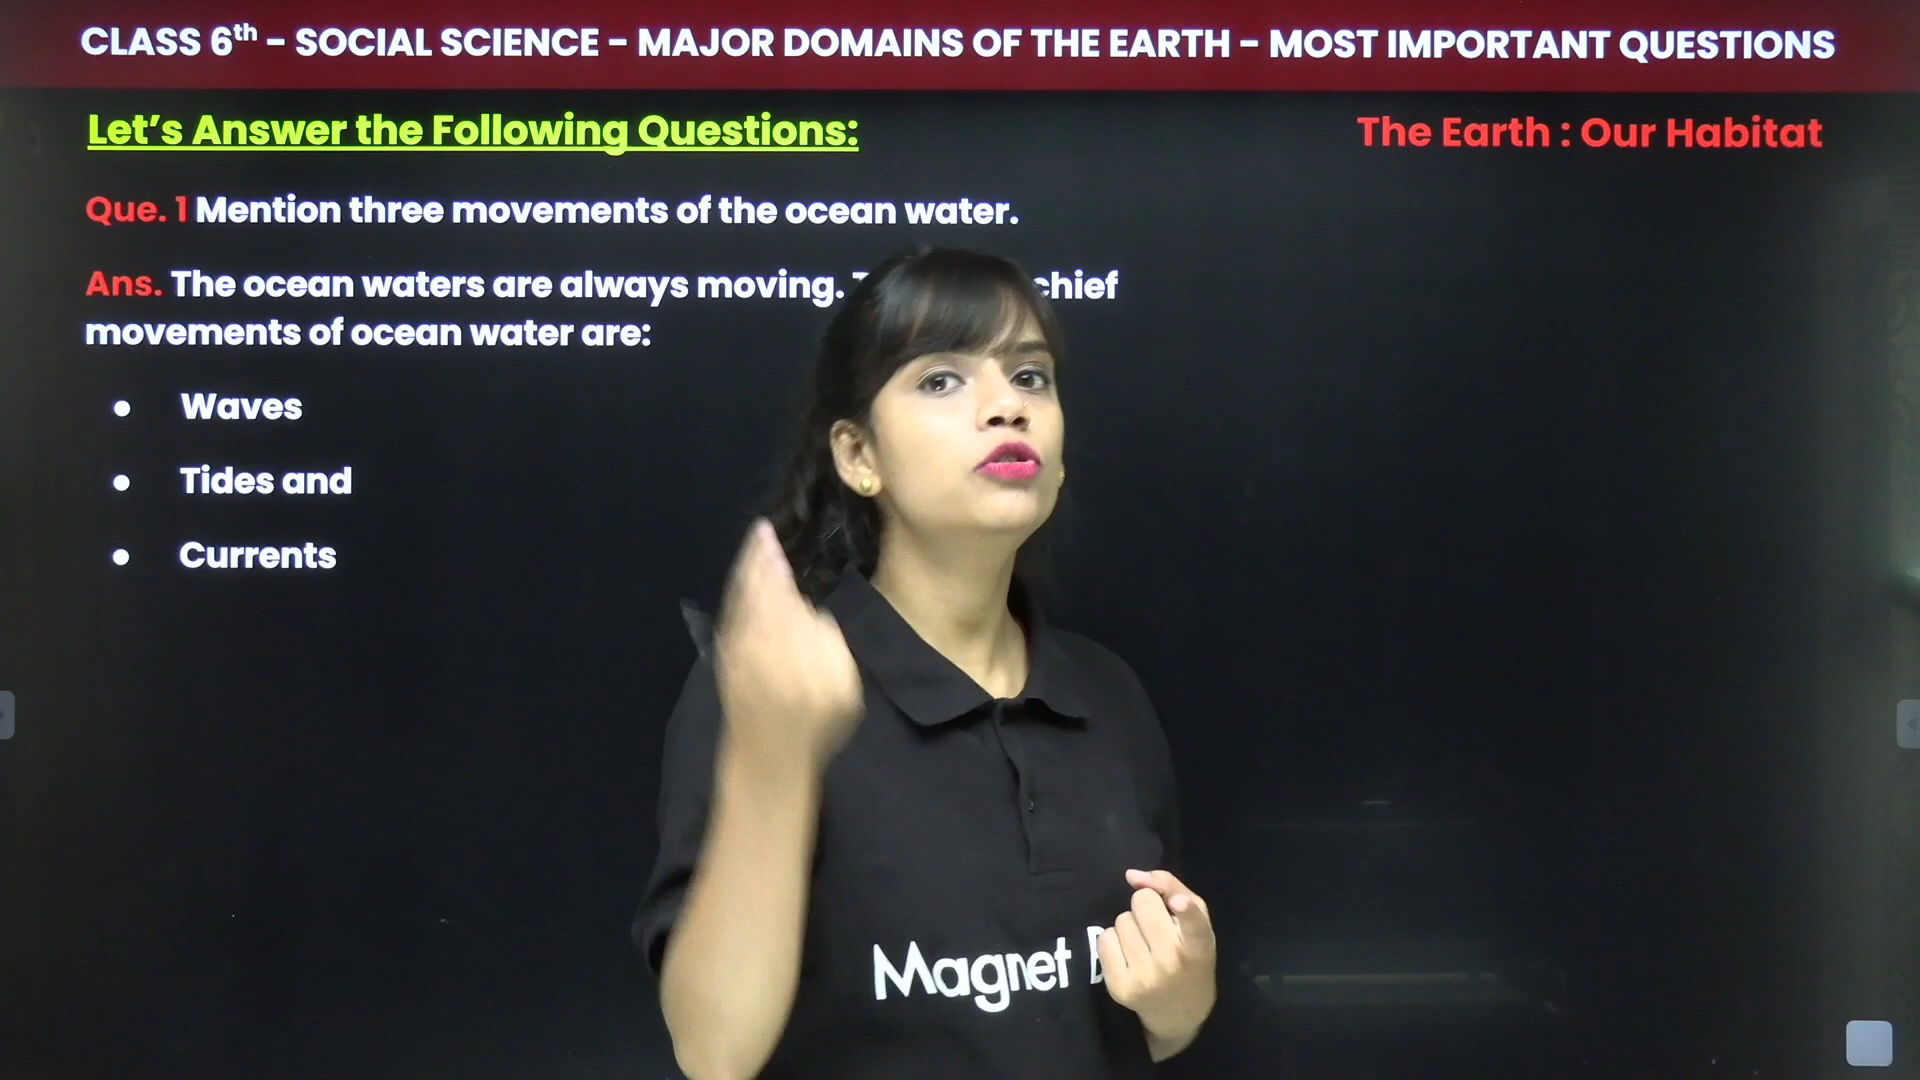 CLASS 6th - SOCIAL SCIENCE - MAJOR DOMAINS OF THE EARTH - MOST IMPORTANT QUESTIONS
Let's Answer the Following Questions:
The Earth : Our Habitat
Que. 1 Mention three movements of the ocean water.
Ans. The ocean waters are always moving. chief
movements of ocean water are:
● Waves
● Tides and
● Currents
Magnet